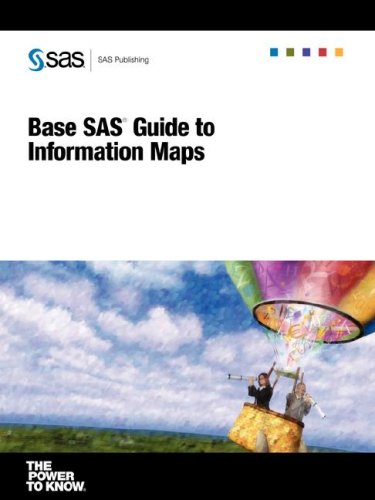 sas. SAS Publishing
Base SAS® Guide to
Information Maps
THE
POWER
TO KNOW.